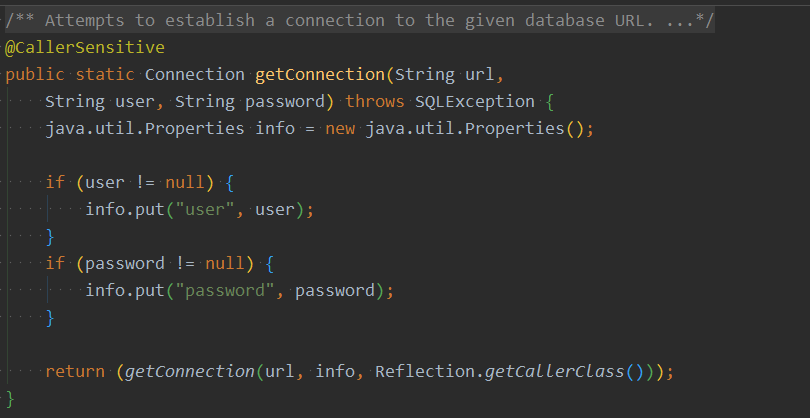 /** Attempts to establish a connection to the given database URL. ...*/
@CallerSensitive
public static Connection getConnection(String url,
    String user, String password) throws SQLException {
    java.util.Properties info = new java.util.Properties();

    if (user != null) {
        info.put("user", user);
    }
    if (password != null) {
        info.put("password", password);
    }

    return (getConnection(url, info, Reflection.getCallerClass()));
}